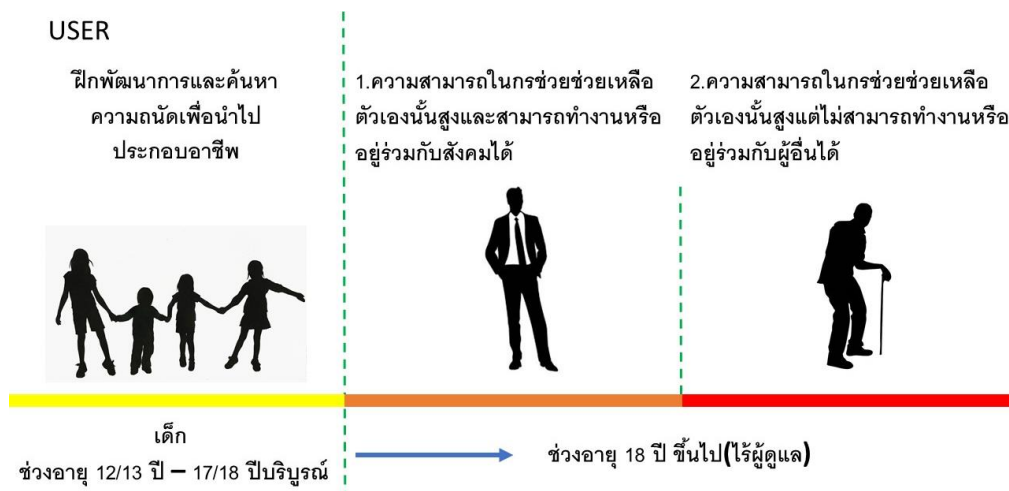 USER
ฝึกพัฒนาการและค้นหา
ความถนัดเพื่อนำไป
ประกอบอาชีพ
1.ความสามารถในกรช่วยช่วยเหลือ
ตัวเองนั้นสูงและสามารถทำงานหรือ
อยู่ร่วมกับสังคมได้
2.ความสามารถในกรช่วยช่วยเหลือ
ตัวเองนั้นสูงแต่ไม่สามารถทำงานหรือ
อยู่ร่วมกับผู้อื่นได้
เด็ก
ช่วงอายุ 12/13 ปี – 17/18 ปีบริบูรณ์
ช่วงอายุ 18 ปี ขึ้นไป(ไร้ผู้ดูแล)